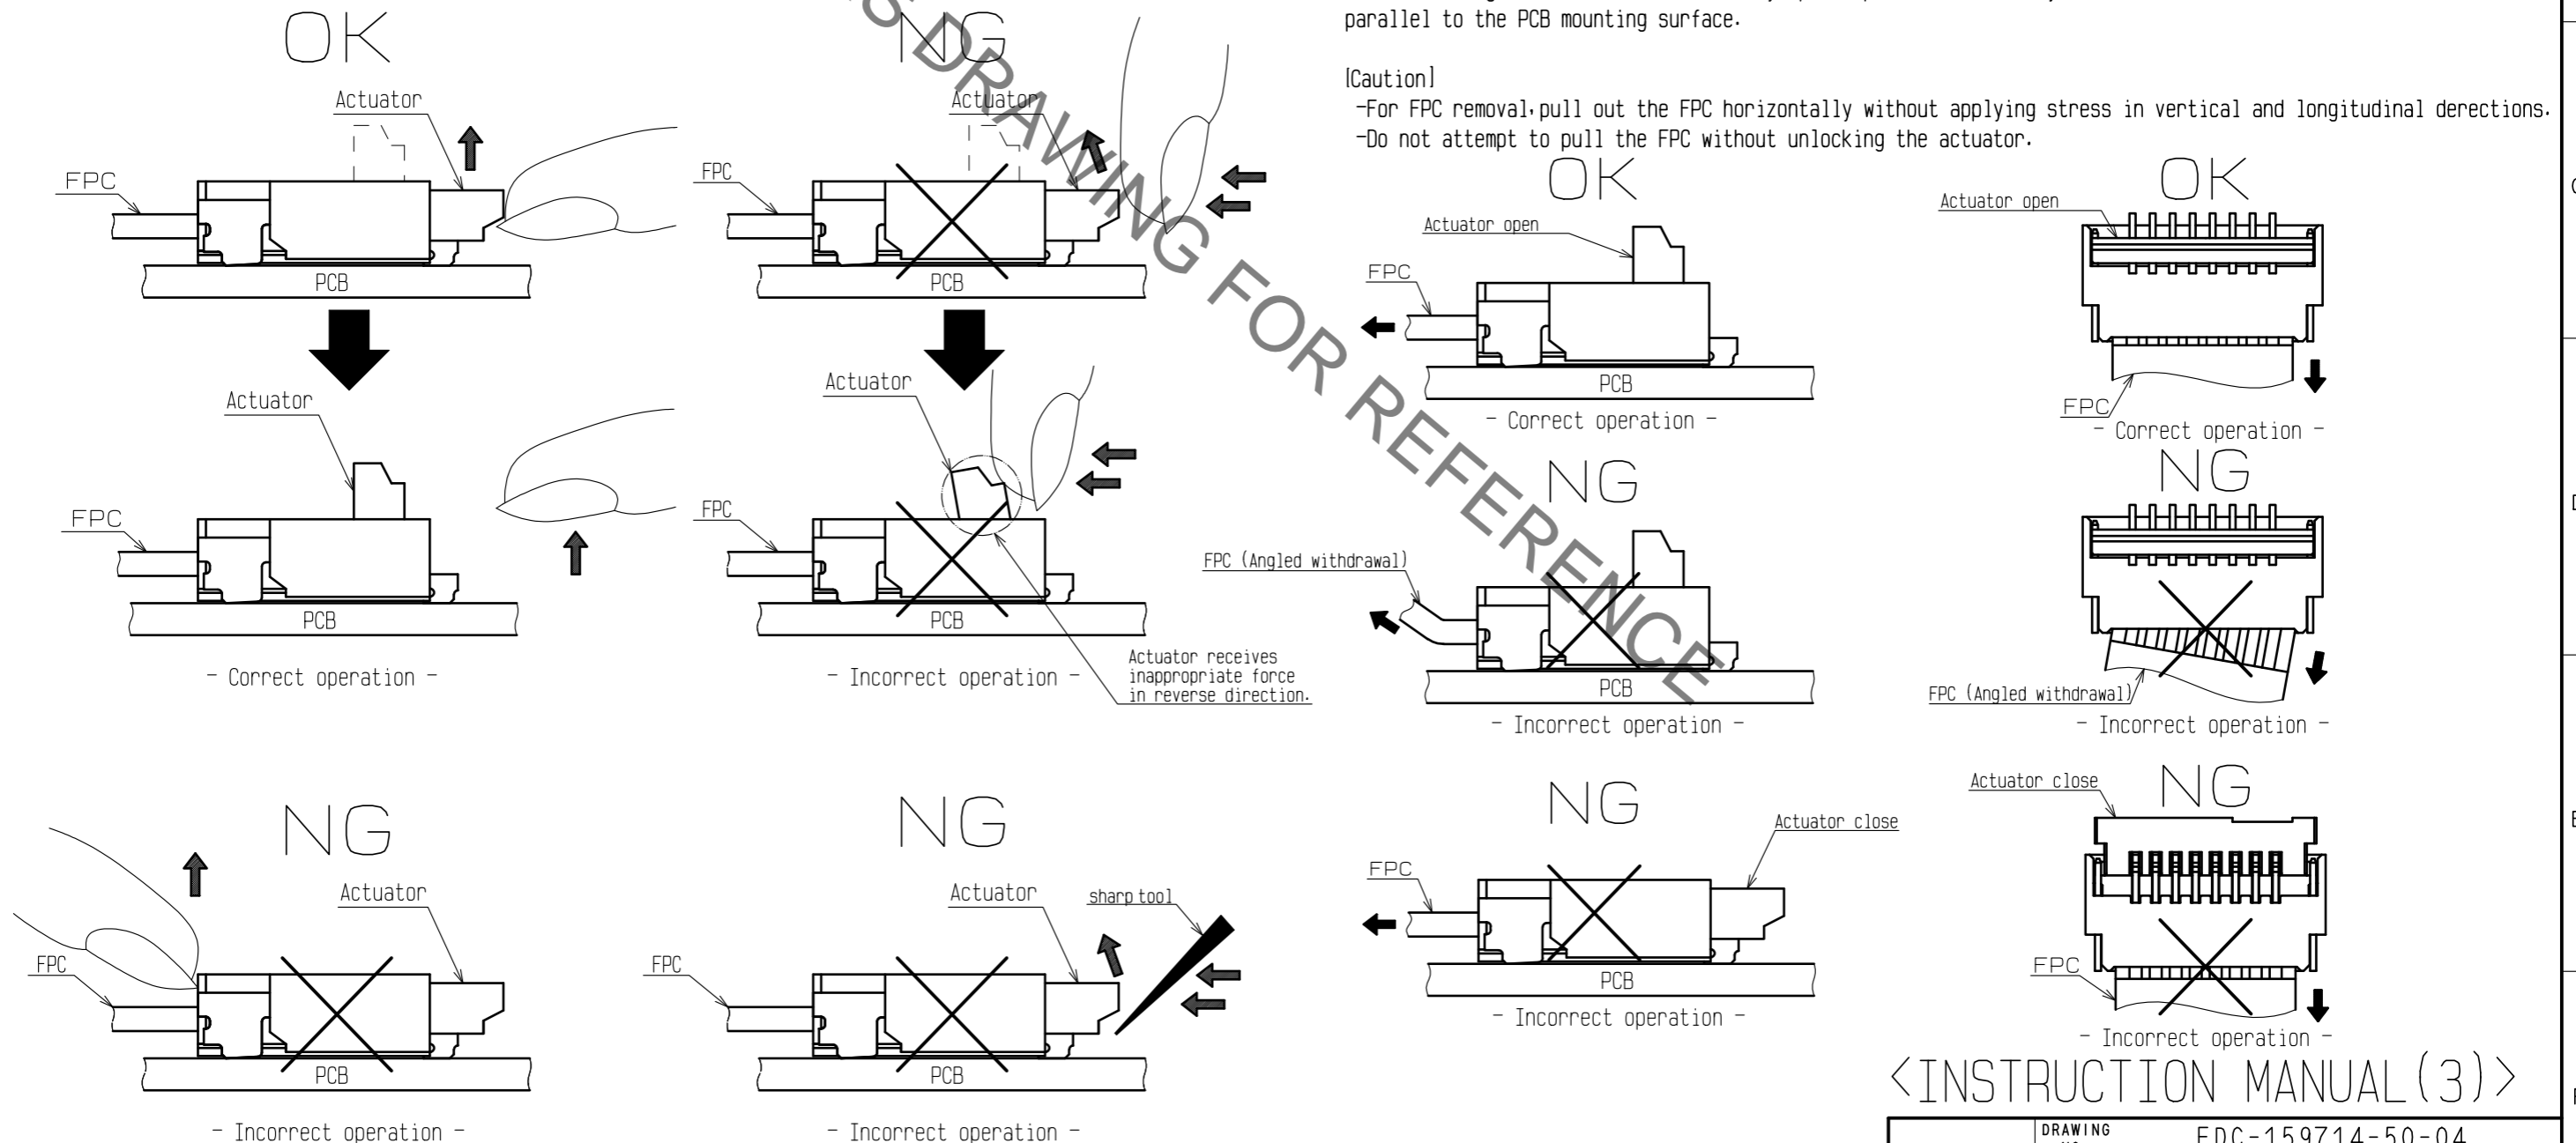 OK
Actuator
FPC
PCB
Actuator
FPC
PCB
- Correct operation -
NG
Actuator
FPC
PCB
Actuator
FPC
PCB
- Incorrect operation -
Actuator receives
inappropriate force
in reverse direction.
NG
Actuator
FPC
PCB
- Incorrect operation -
NG
Actuator
sharp tool
FPC
PCB
- Incorrect operation -
parallel to the PCB mounting surface.
[Caution]
-For FPC removal, pull out the FPC horizontally without applying stress in vertical and longitudinal derections.
-Do not attempt to pull the FPC without unlocking the actuator.
OK
Actuator open
FPC
PCB
- Correct operation -
OK
Actuator open
FPC
- Correct operation -
NG
FPC (Angled withdrawal)
PCB
- Incorrect operation -
NG
FPC (Angled withdrawal)
- Incorrect operation -
NG
Actuator close
FPC
PCB
- Incorrect operation -
NG
Actuator close
FPC
- Incorrect operation -
<INSTRUCTION MANUAL(3)>
DRAWING
EDC-159714-50-04
DRAWING FOR REFERENCE